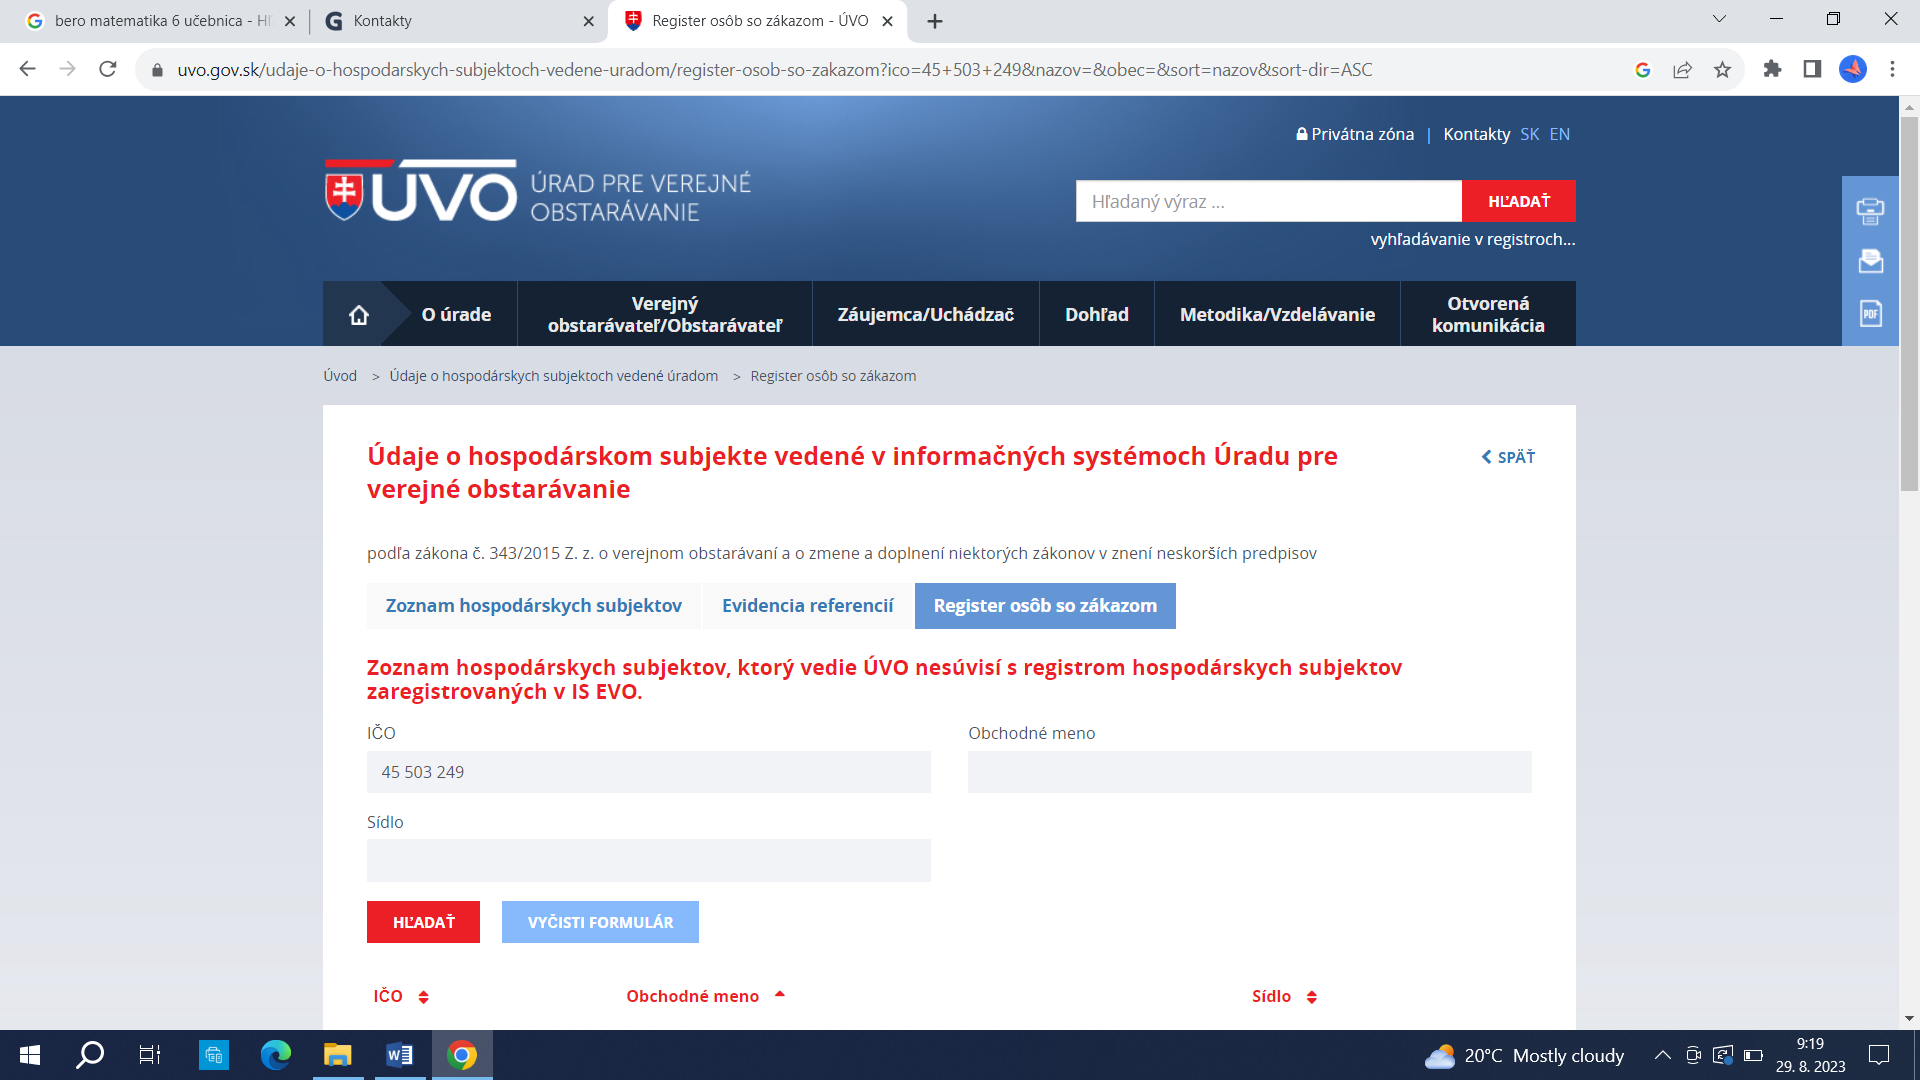 bero matematika 6 učebnica - Hľ
Kontakty
Register osôb so zákazom - ÚVO
uvo.gov.sk/udaje-o-hospodarskych-subjektoch-vedene-uradom/register-osob-so-zakazom?ico=45+503+249&nazov=&obec=&sort=nazov&sort-dir=ASC
Privátna zóna | Kontakty SK EN
ÚVO ÚRAD PRE VEREJNÉ
OBSTARÁVANIE
Hľadaný výraz ... HĽADAŤ
vyhľadávanie v registroch...
O úrade
Verejný
obstarávateľ/Obstarávateľ
Záujemca/Uchádzač
Dohľad
Metodika/Vzdelávanie
Otvorená
komunikácia
PDF
Úvod > Údaje o hospodárskych subjektoch vedené úradom > Register osôb so zákazom
Údaje o hospodárskom subjekte vedené v informačných systémoch Úradu pre
verejné obstarávanie
SPÄŤ
podľa zákona č. 343/2015 Z. z. o verejnom obstarávaní a o zmene a doplnení niektorých zákonov v znení neskorších predpisov
Zoznam hospodárskych subjektov Evidencia referencií Register osôb so zákazom
Zoznam hospodárskych subjektov, ktorý vedie ÚVO nesúvisí s registrom hospodárskych subjektov
zaregistrovaných v IS EVO.
IČO Obchodné meno
45 503 249
Sídlo
HĽADAŤ VYČISTI FORMULÁR
IČO Obchodné meno Sídlo
20°C Mostly cloudy
9:19
29. 8. 2023